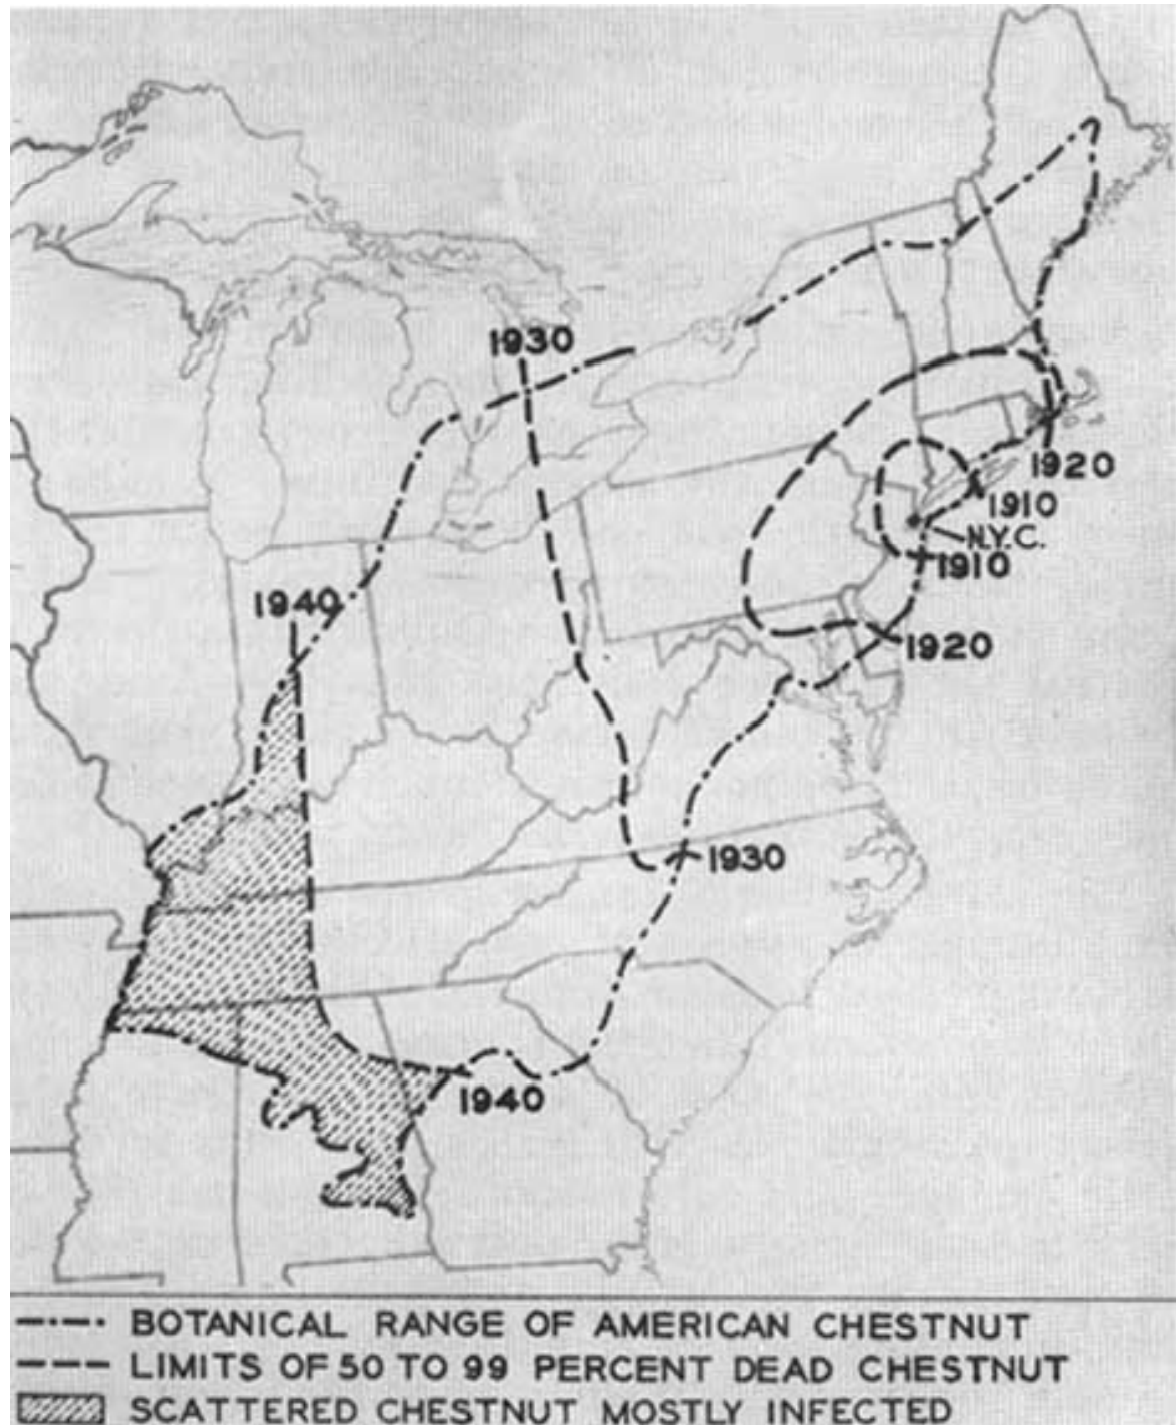 1930
1920
1910
N.Y.C.
1910
1940
1920
1930
1940
BOTANICAL RANGE OF AMERICAN CHESTNUT
LIMITS OF 50 TO 99 PERCENT DEAD CHESTNUT
SCATTERED CHESTNUT MOSTLY INFECTED